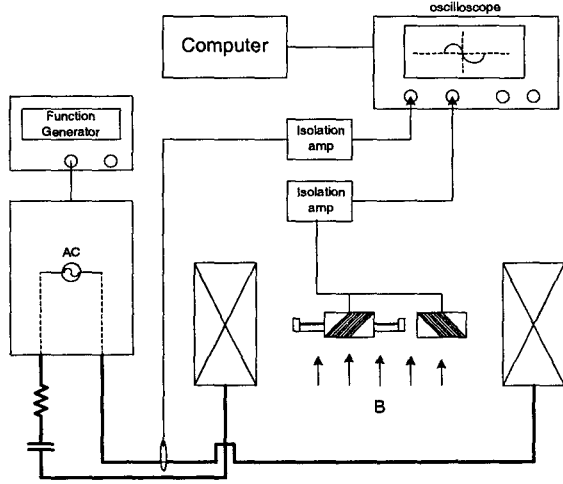 oscilloscope
Computer
Function
Generator
Isolation
amp
Isolation
amp
AC
B